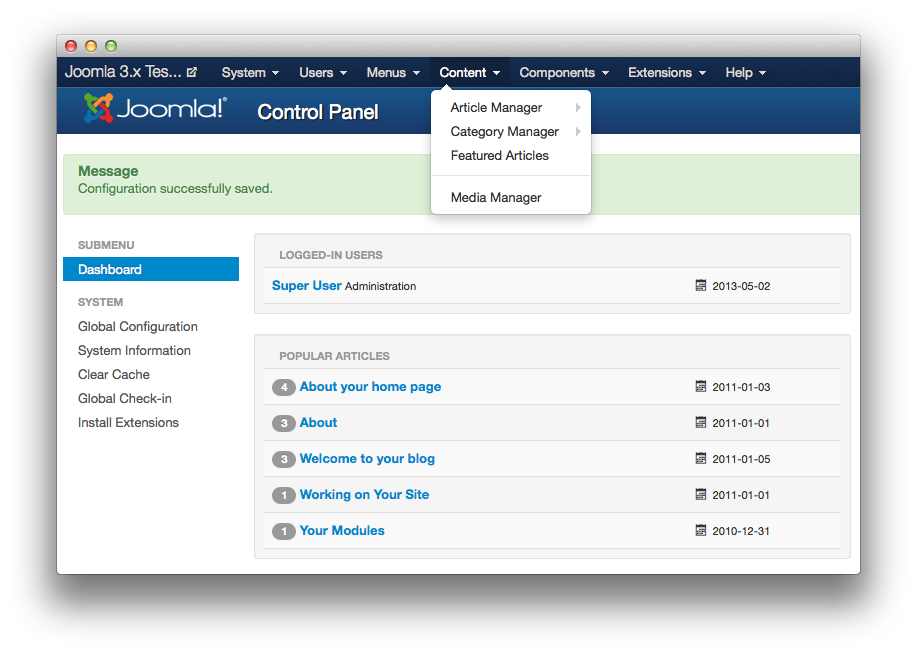 Joomla 3.x Tes... System Users Menus Content Components Extensions Help
Joomla!® Control Panel
Article Manager
Category Manager
Featured Articles
Media Manager
Message
Configuration successfully saved.
SUBMENU
Dashboard
SYSTEM
Global Configuration
System Information
Clear Cache
Global Check-in
Install Extensions
LOGGED-IN USERS
Super User Administration 2013-05-02
POPULAR ARTICLES
4 About your home page 2011-01-03
3 About 2011-01-01
3 Welcome to your blog 2011-01-05
1 Working on Your Site 2011-01-01
1 Your Modules 2010-12-31